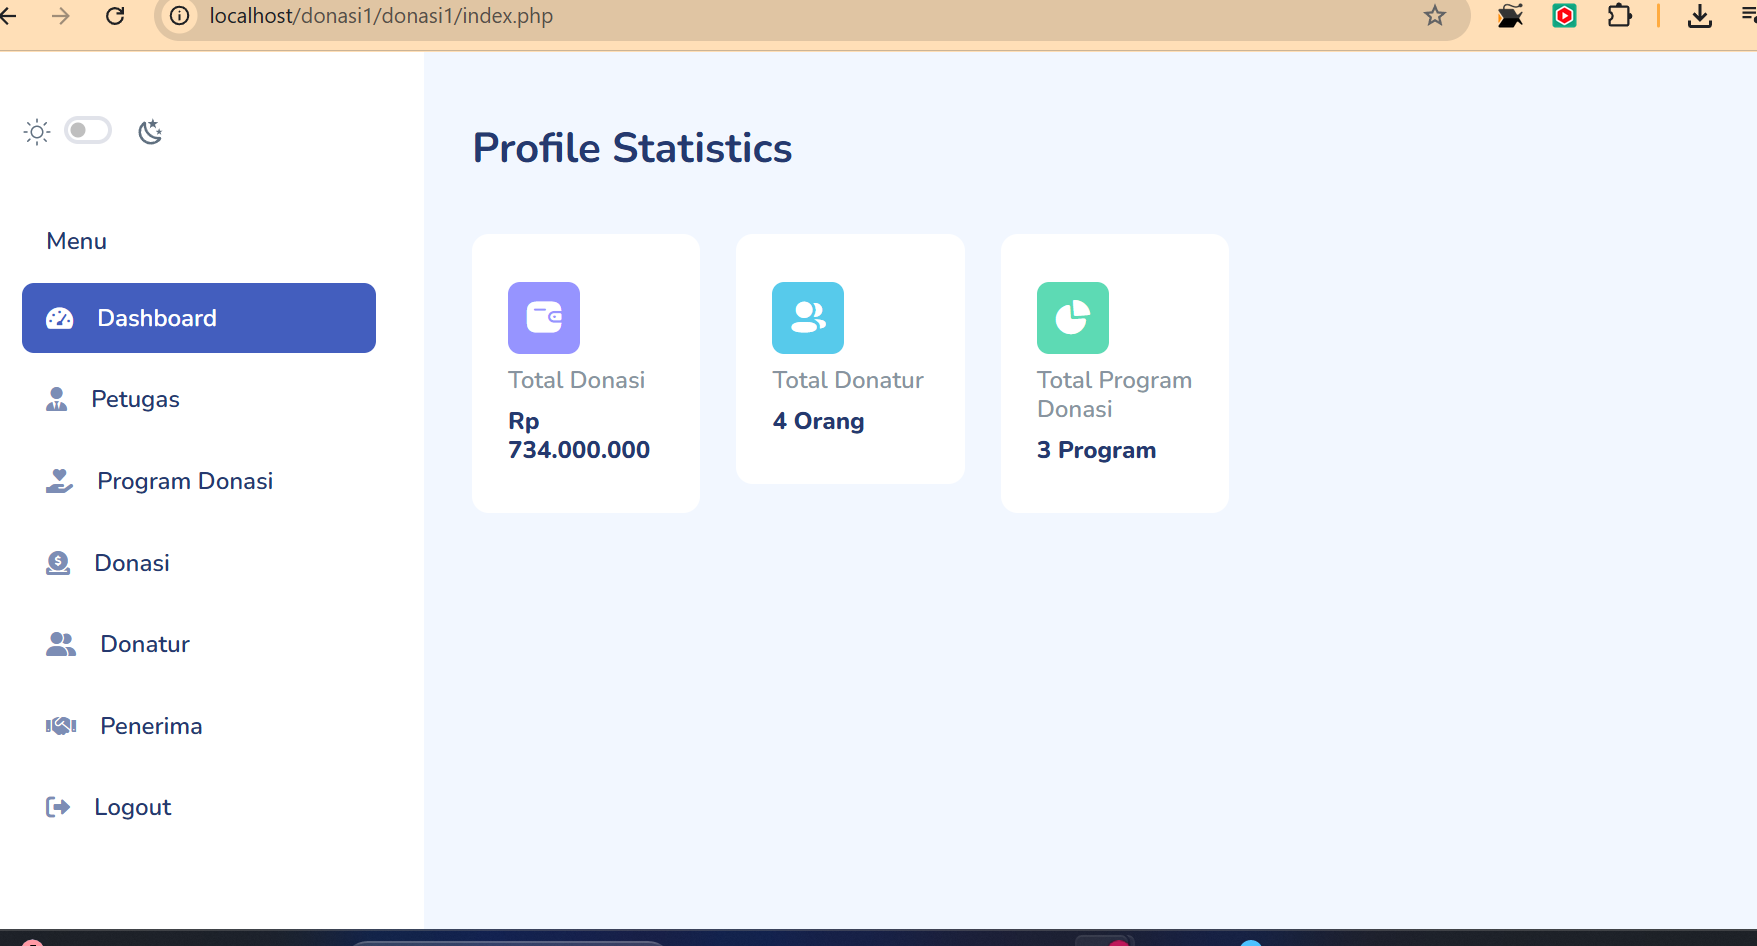 localhost/donasi1/donasi1/index.php
Menu
Dashboard
Petugas
Program Donasi
Donasi
Donatur
Penerima
Logout
Profile Statistics
Total Donasi
Rp
734.000.000
Total Donatur
4 Orang
Total Program
Donasi
3 Program